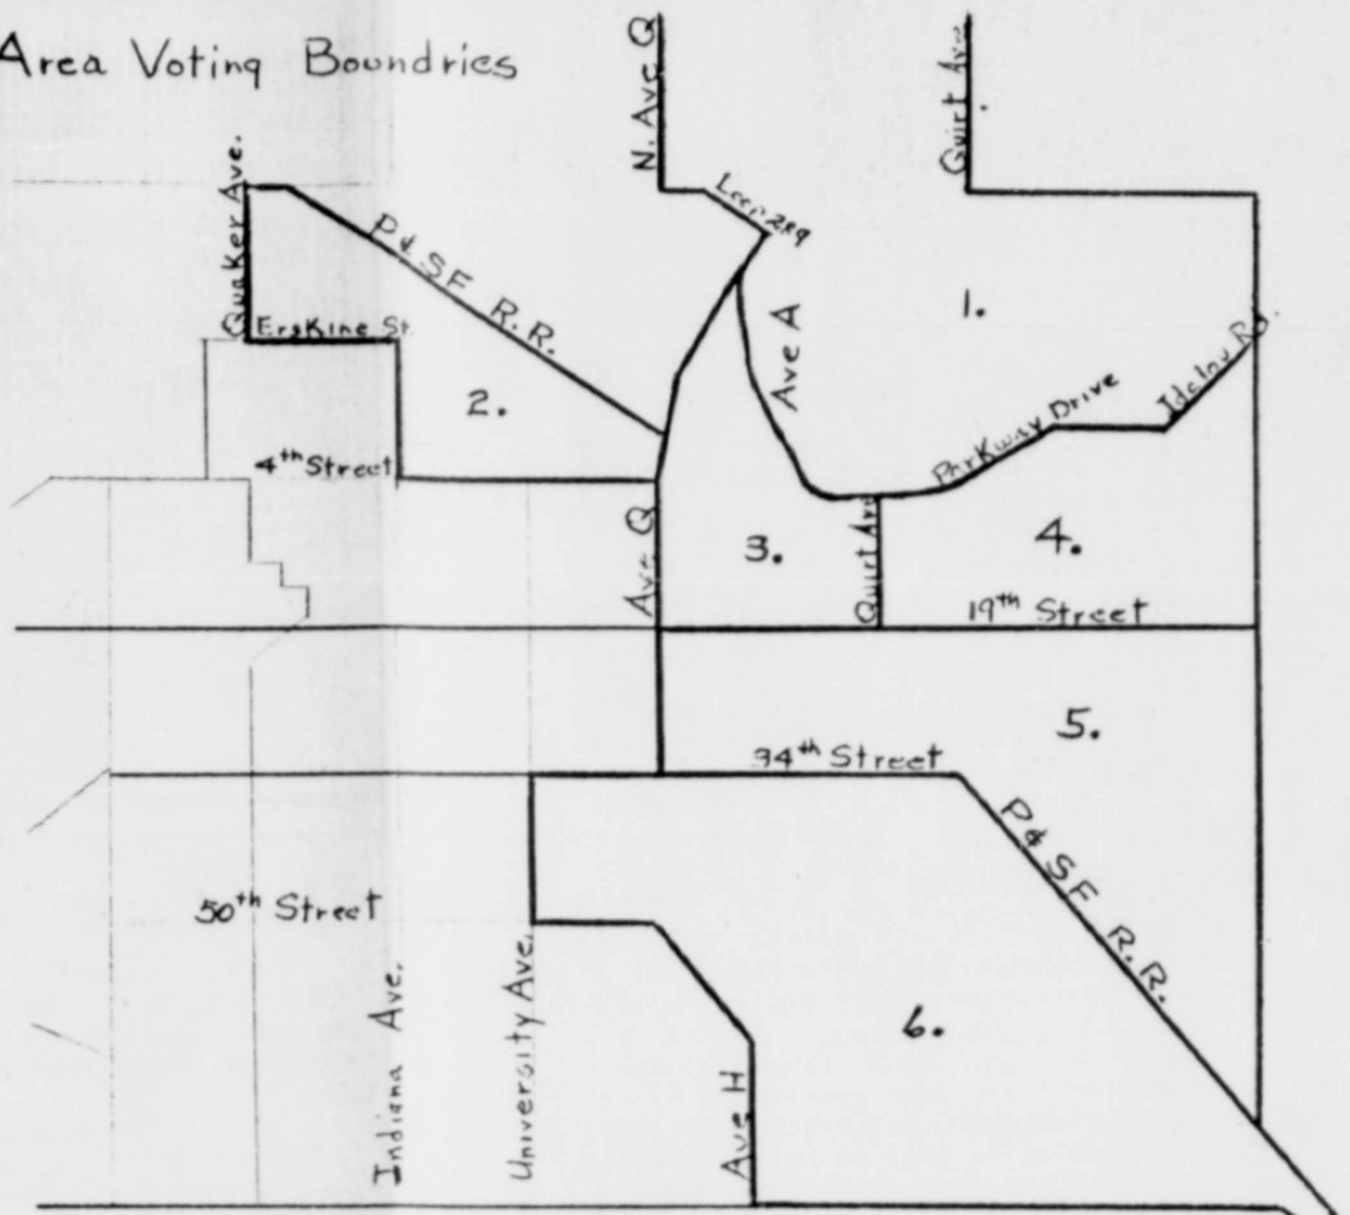 Area Voting Boundries
N. Ave Q
Quirt Ave
Quaker Ave.
Loop 289
P & SF R.R.
Erskine St.
Ave A
1.
2.
Idalou Rd.
Parkway Drive
4th Street
Ave Q
3.
Quirt Ave
4.
19th Street
5.
34th Street
P & SF R.R.
50th Street
Indiana Ave.
University Ave.
6.
Ave H